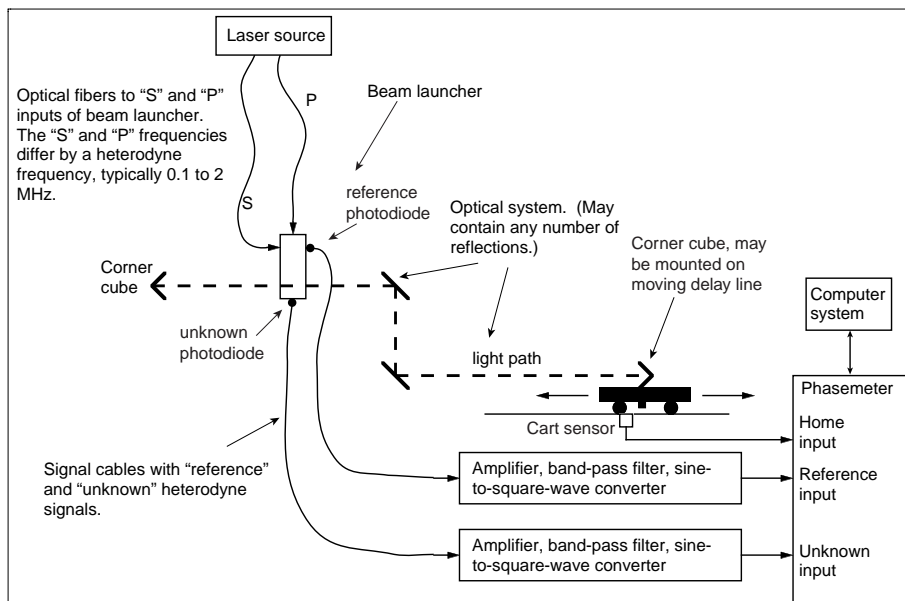 Laser source
Optical fibers to “S” and “P”
inputs of beam launcher.
The “S” and “P” frequencies
differ by a heterodyne
frequency, typically 0.1 to 2
MHz.
P
S
Beam launcher
reference
photodiode
Optical system. (May
contain any number of
reflections.)
Corner cube, may
be mounted on
moving delay line
Corner
cube
Computer
system
unknown
photodiode
light path
Phasemeter
Cart sensor
Home
input
Signal cables with “reference”
and “unknown” heterodyne
signals.
Amplifier, band-pass filter, sine-
to-square-wave converter
Reference
input
Amplifier, band-pass filter, sine-
to-square-wave converter
Unknown
input